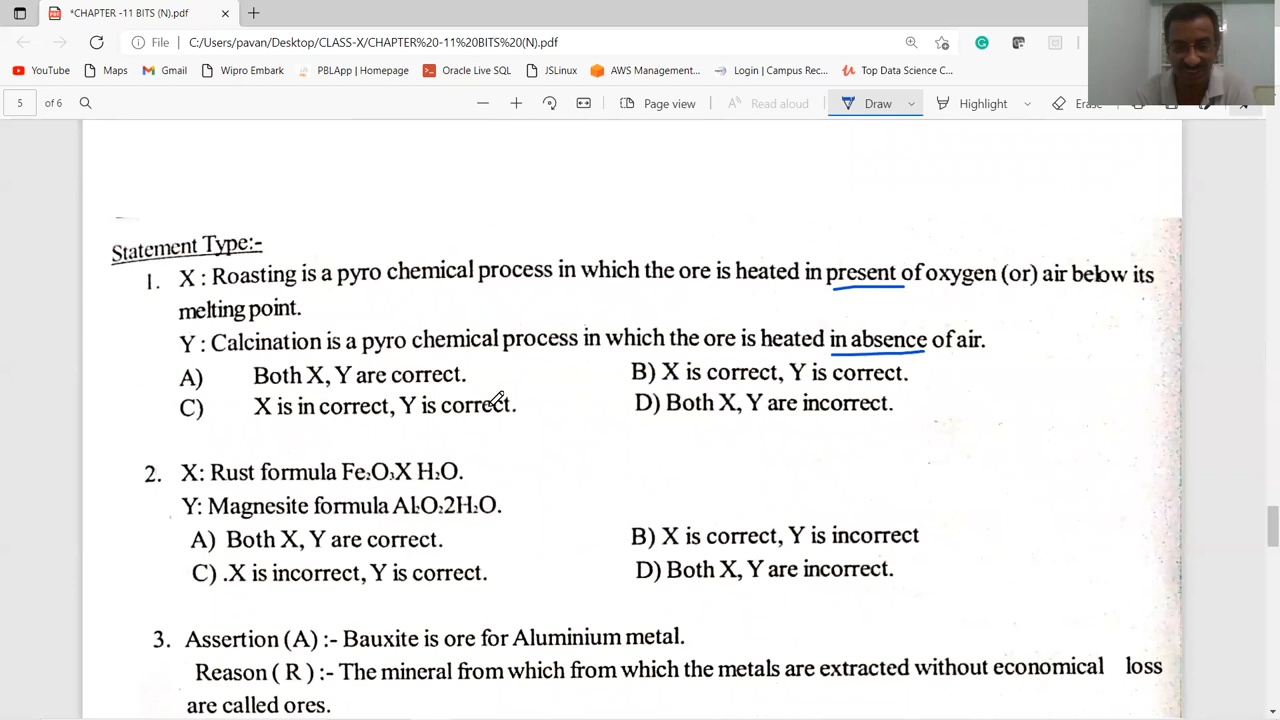 *CHAPTER -11 BITS (N).pdf
File C:/Users/pavan/Desktop/CLASS-X/CHAPTER%20-11%20BITS%20(N).pdf
YouTube Maps Gmail Wipro Embark PBLApp | Homepage Oracle Live SQL JSLinux AWS Management... Login | Campus Rec... Top Data Science C...
5 of 6 Page view Read aloud Draw Highlight
Statement Type:-
1. X : Roasting is a pyro chemical process in which the ore is heated in present of oxygen (or) air below its
melting point.
Y : Calcination is a pyro chemical process in which the ore is heated in absence of air.
A) Both X, Y are correct. B) X is correct, Y is correct.
C) X is in correct, Y is correct. D) Both X, Y are incorrect.
2. X: Rust formula Fe₂O₃X H₂O.
Y: Magnesite formula Al₂O₂2H₂O.
A) Both X, Y are correct. B) X is correct, Y is incorrect
C) .X is incorrect, Y is correct. D) Both X, Y are incorrect.
3. Assertion (A) :- Bauxite is ore for Aluminium metal.
Reason ( R ) :- The mineral from which from which the metals are extracted without economical loss
are called ores.